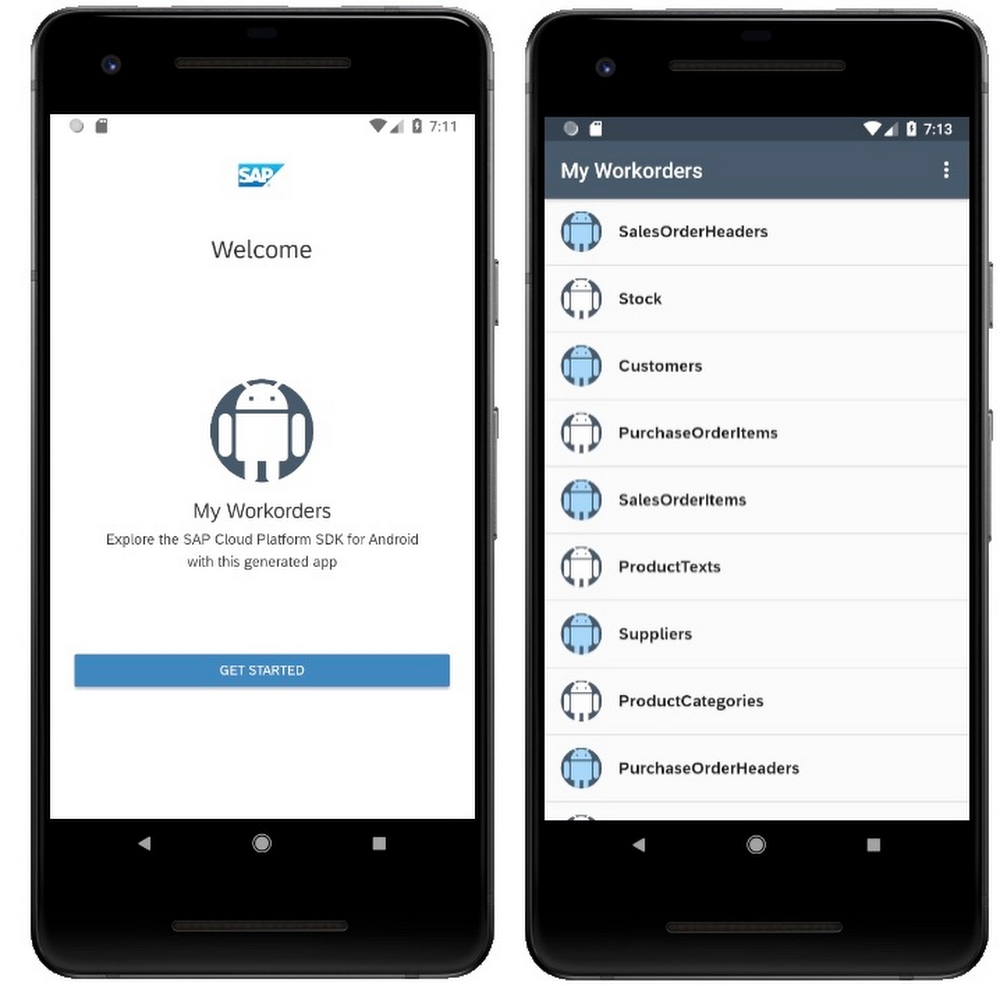 7:11
SAP
Welcome
My Workorders
Explore the SAP Cloud Platform SDK for Android
with this generated app
GET STARTED
7:13
My Workorders
SalesOrderHeaders
Stock
Customers
PurchaseOrderItems
SalesOrderItems
ProductTexts
Suppliers
ProductCategories
PurchaseOrderHeaders